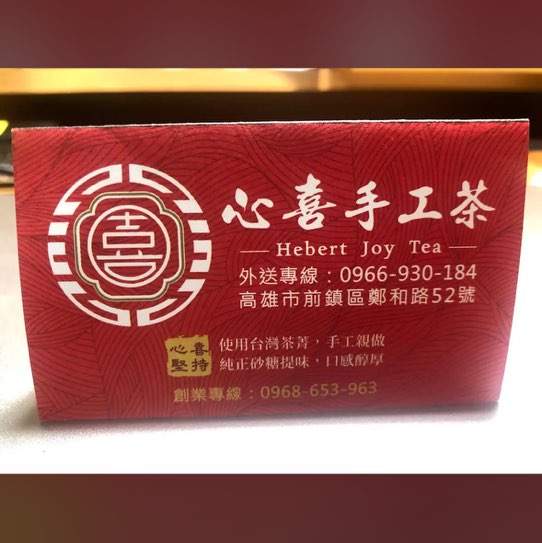 喜
心喜手工茶
Hebert Joy Tea
外送專線：0966-930-184
高雄市前鎮區鄭和路52號
心喜堅持
使用台灣茶菁，手工親做
純正砂糖提味，口感醇厚
創業專線：0968-653-963